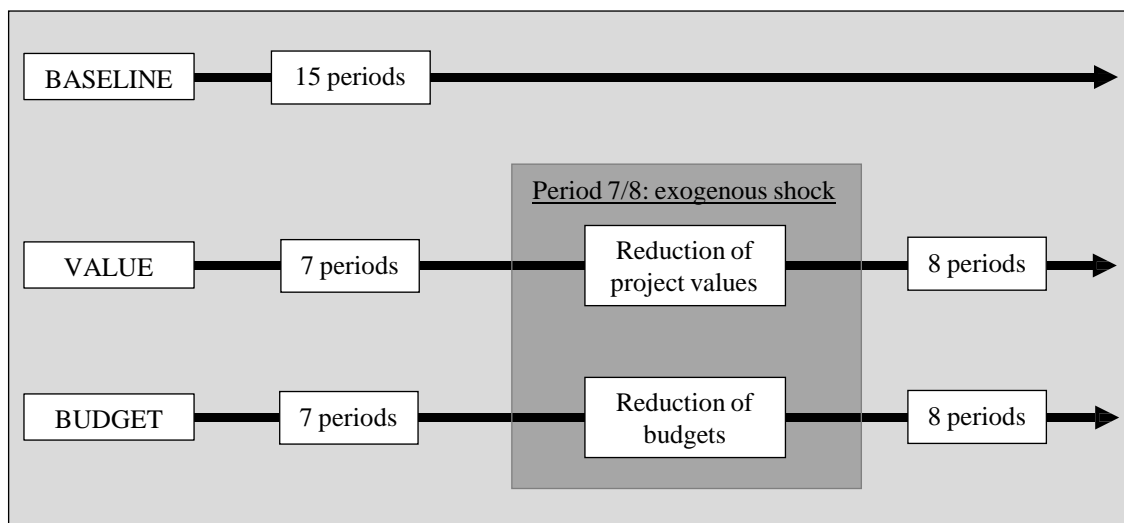 BASELINE
15 periods
Period 7/8: exogenous shock
VALUE
7 periods
Reduction of
project values
8 periods
BUDGET
7 periods
Reduction of
budgets
8 periods